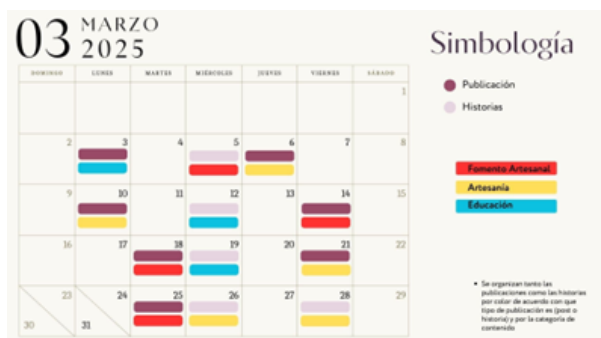 03 MARZO
2025
DOMINGO LUNES MARTES MIÉRCOLES JUEVES VIERNES SÁBADO
1
2 3 4 5 6 7 8
9 10 11 12 13 14 15
16 17 18 19 20 21 22
23 24 25 26 27 28 29
30 31
Simbología
Publicación
Historias
Fomento Artesanal
Artesanía
Educación
• Se organizan tanto las
publicaciones como las historias
por color de acuerdo con que
tipo de publicación es (post o
historia) y por la categoría de
contenido